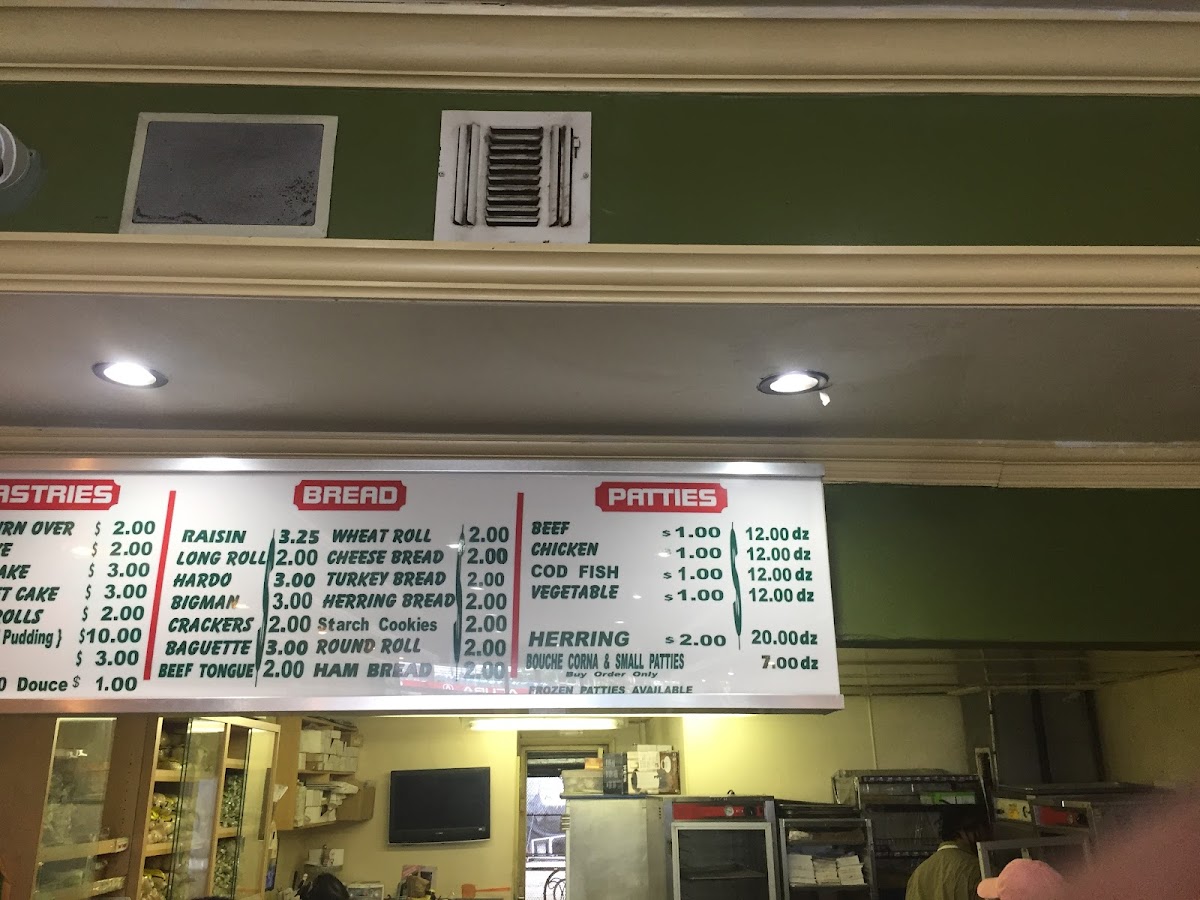 ASTRIES
RN OVER $ 2.00
KE $ 2.00
AKE $ 3.00
T CAKE $ 3.00
ROLLS $ 2.00
Pudding } $10.00
$ 3.00
Douce $ 1.00
BREAD
RAISIN 3.25 WHEAT ROLL 2.00
LONG ROLL 2.00 CHEESE BREAD 2.00
HARDO 3.00 TURKEY BREAD 2.00
BIGMAN 3.00 HERRING BREAD 2.00
CRACKERS 2.00 Starch Cookies 2.00
BAGUETTE 3.00 ROUND ROLL 2.00
BEEF TONGUE 2.00 HAM BREAD 2.00
PATTIES
BEEF $1.00 12.00 dz
CHICKEN $1.00 12.00 dz
COD FISH $1.00 12.00 dz
VEGETABLE $1.00 12.00 dz
HERRING $2.00 20.00 dz
BOUCHE CORNA & SMALL PATTIES 7.00 dz
Buy Order Only
FROZEN PATTIES AVAILABLE